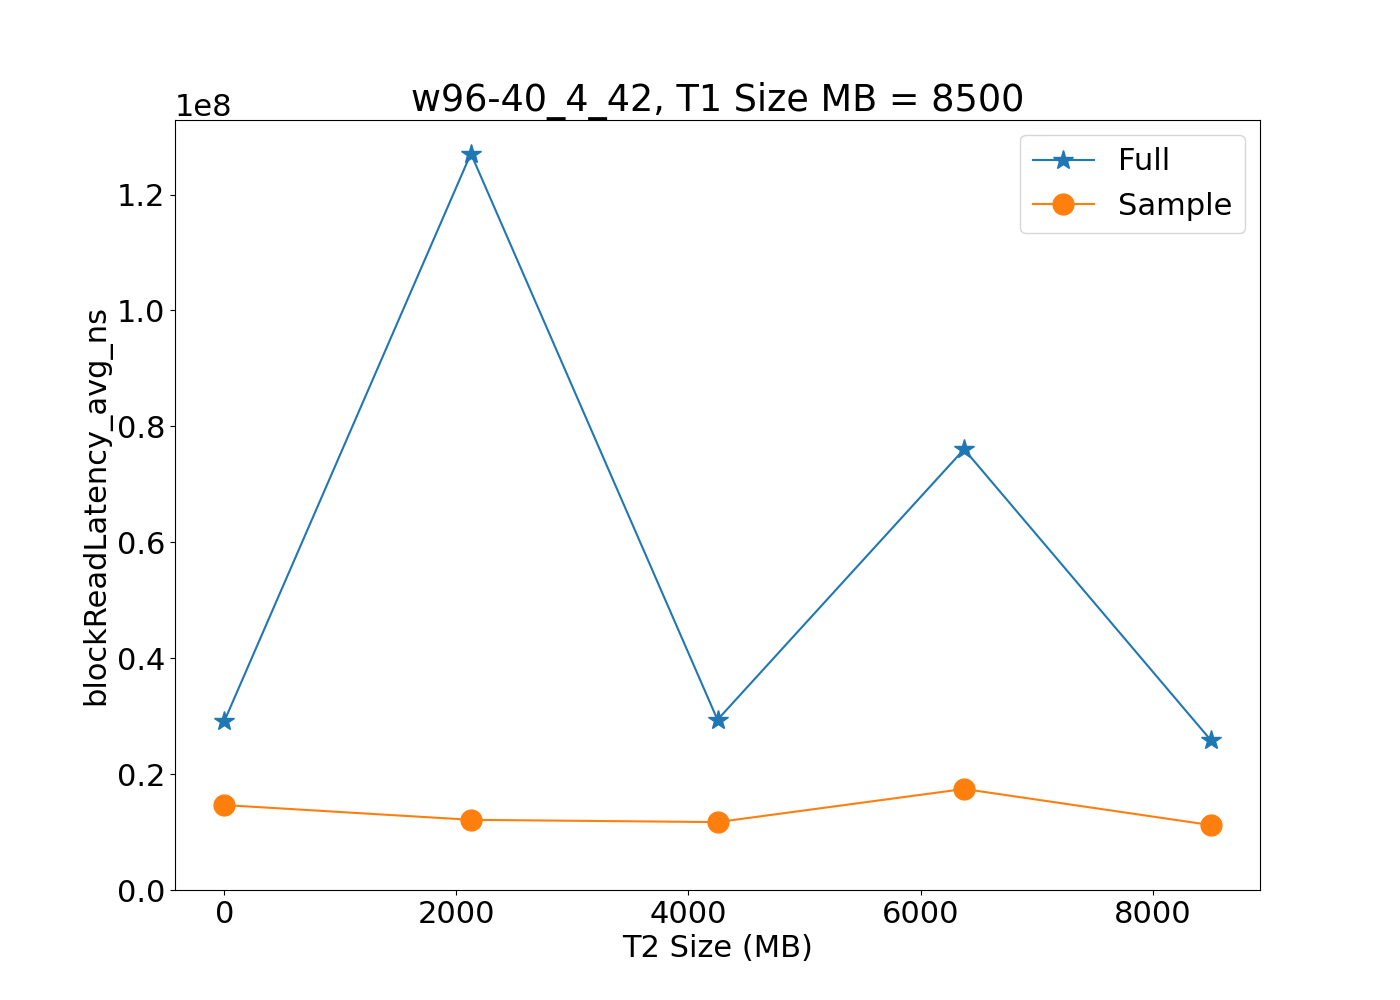 w96-40_4_42, T1 Size MB = 8500
1e8
Full
Sample
1.2
1.0
0.8
0.6
0.4
0.2
0.0
blockReadLatency_avg_ns
0 2000 4000 6000 8000
T2 Size (MB)